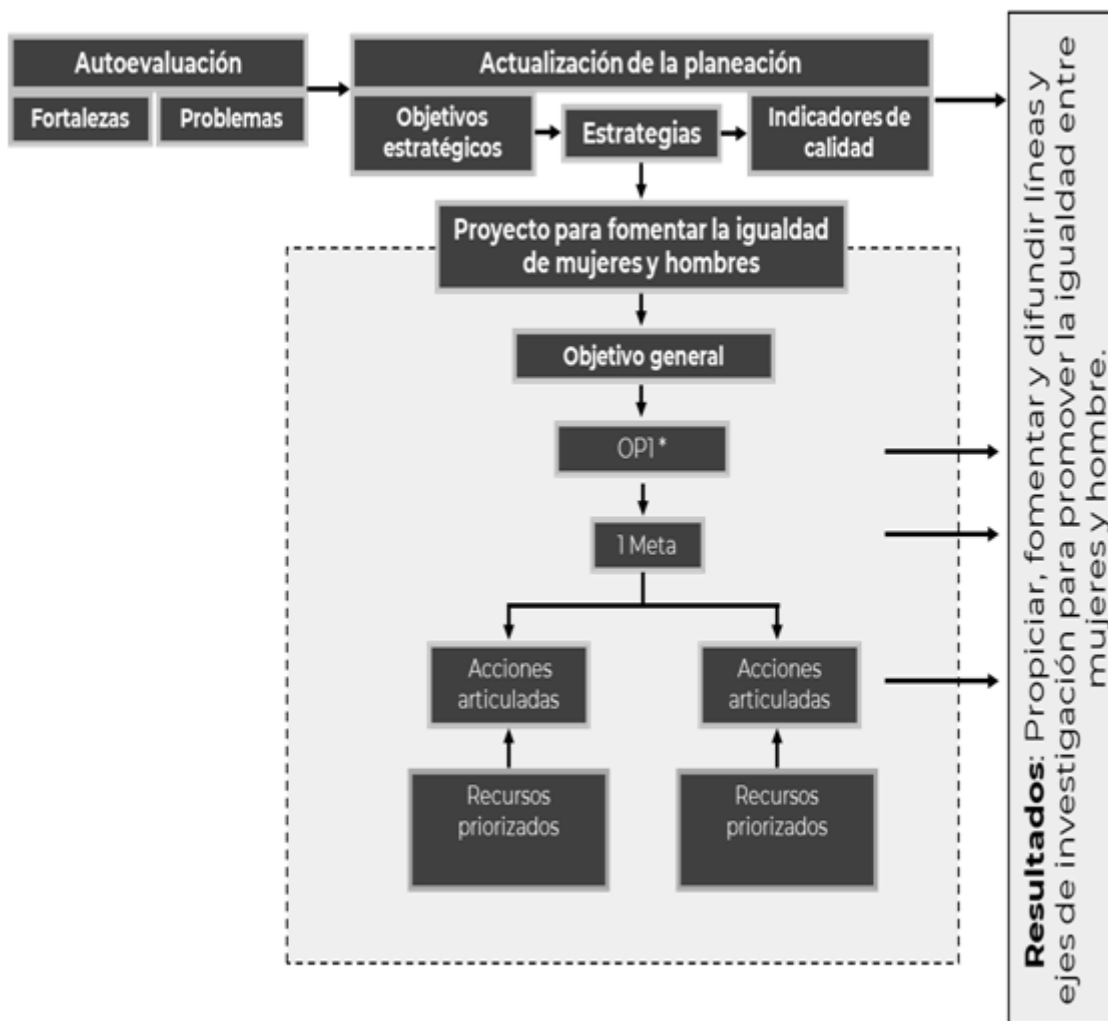 Autoevaluación
Fortalezas
Problemas
Actualización de la planeación
Objetivos
estratégicos
Estrategias
Indicadores de
calidad
Proyecto para fomentar la igualdad
de mujeres y hombres
Objetivo general
OP1 *
1 Meta
Acciones
articuladas
Acciones
articuladas
Recursos
priorizados
Recursos
priorizados
Resultados: Propiciar, fomentar y difundir líneas y
ejes de investigación para promover la igualdad entre
mujeres y hombre.